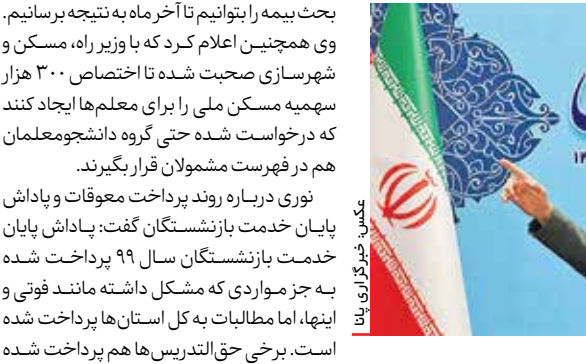 بحث بیمه را بتوانیم تا آخر ماه به نتیجه برسانیم.
وی همچنین اعلام کرد که با وزیر راه، مسکن و
شهرسازی صحبت شده تا اختصاص ۳۰۰ هزار
سهمیه مسکن ملی را برای معلم‌ها ایجاد کنند
که درخواست شده حتی گروه دانشجومعلمان
هم در فهرست مشمولان قرار بگیرند.
نوری درباره روند پرداخت معوقات و پاداش
پایان خدمت بازنشستگان گفت: پاداش پایان
خدمت بازنشستگان سال ۹۹ پرداخت شده
به جز مواردی که مشکل داشته مانند فوتی و
اینها، اما مطالبات به کل استان‌ها پرداخت شده
است. برخی حق‌التدریس‌ها هم پرداخت شده
عکس: خبرگزاری پانا